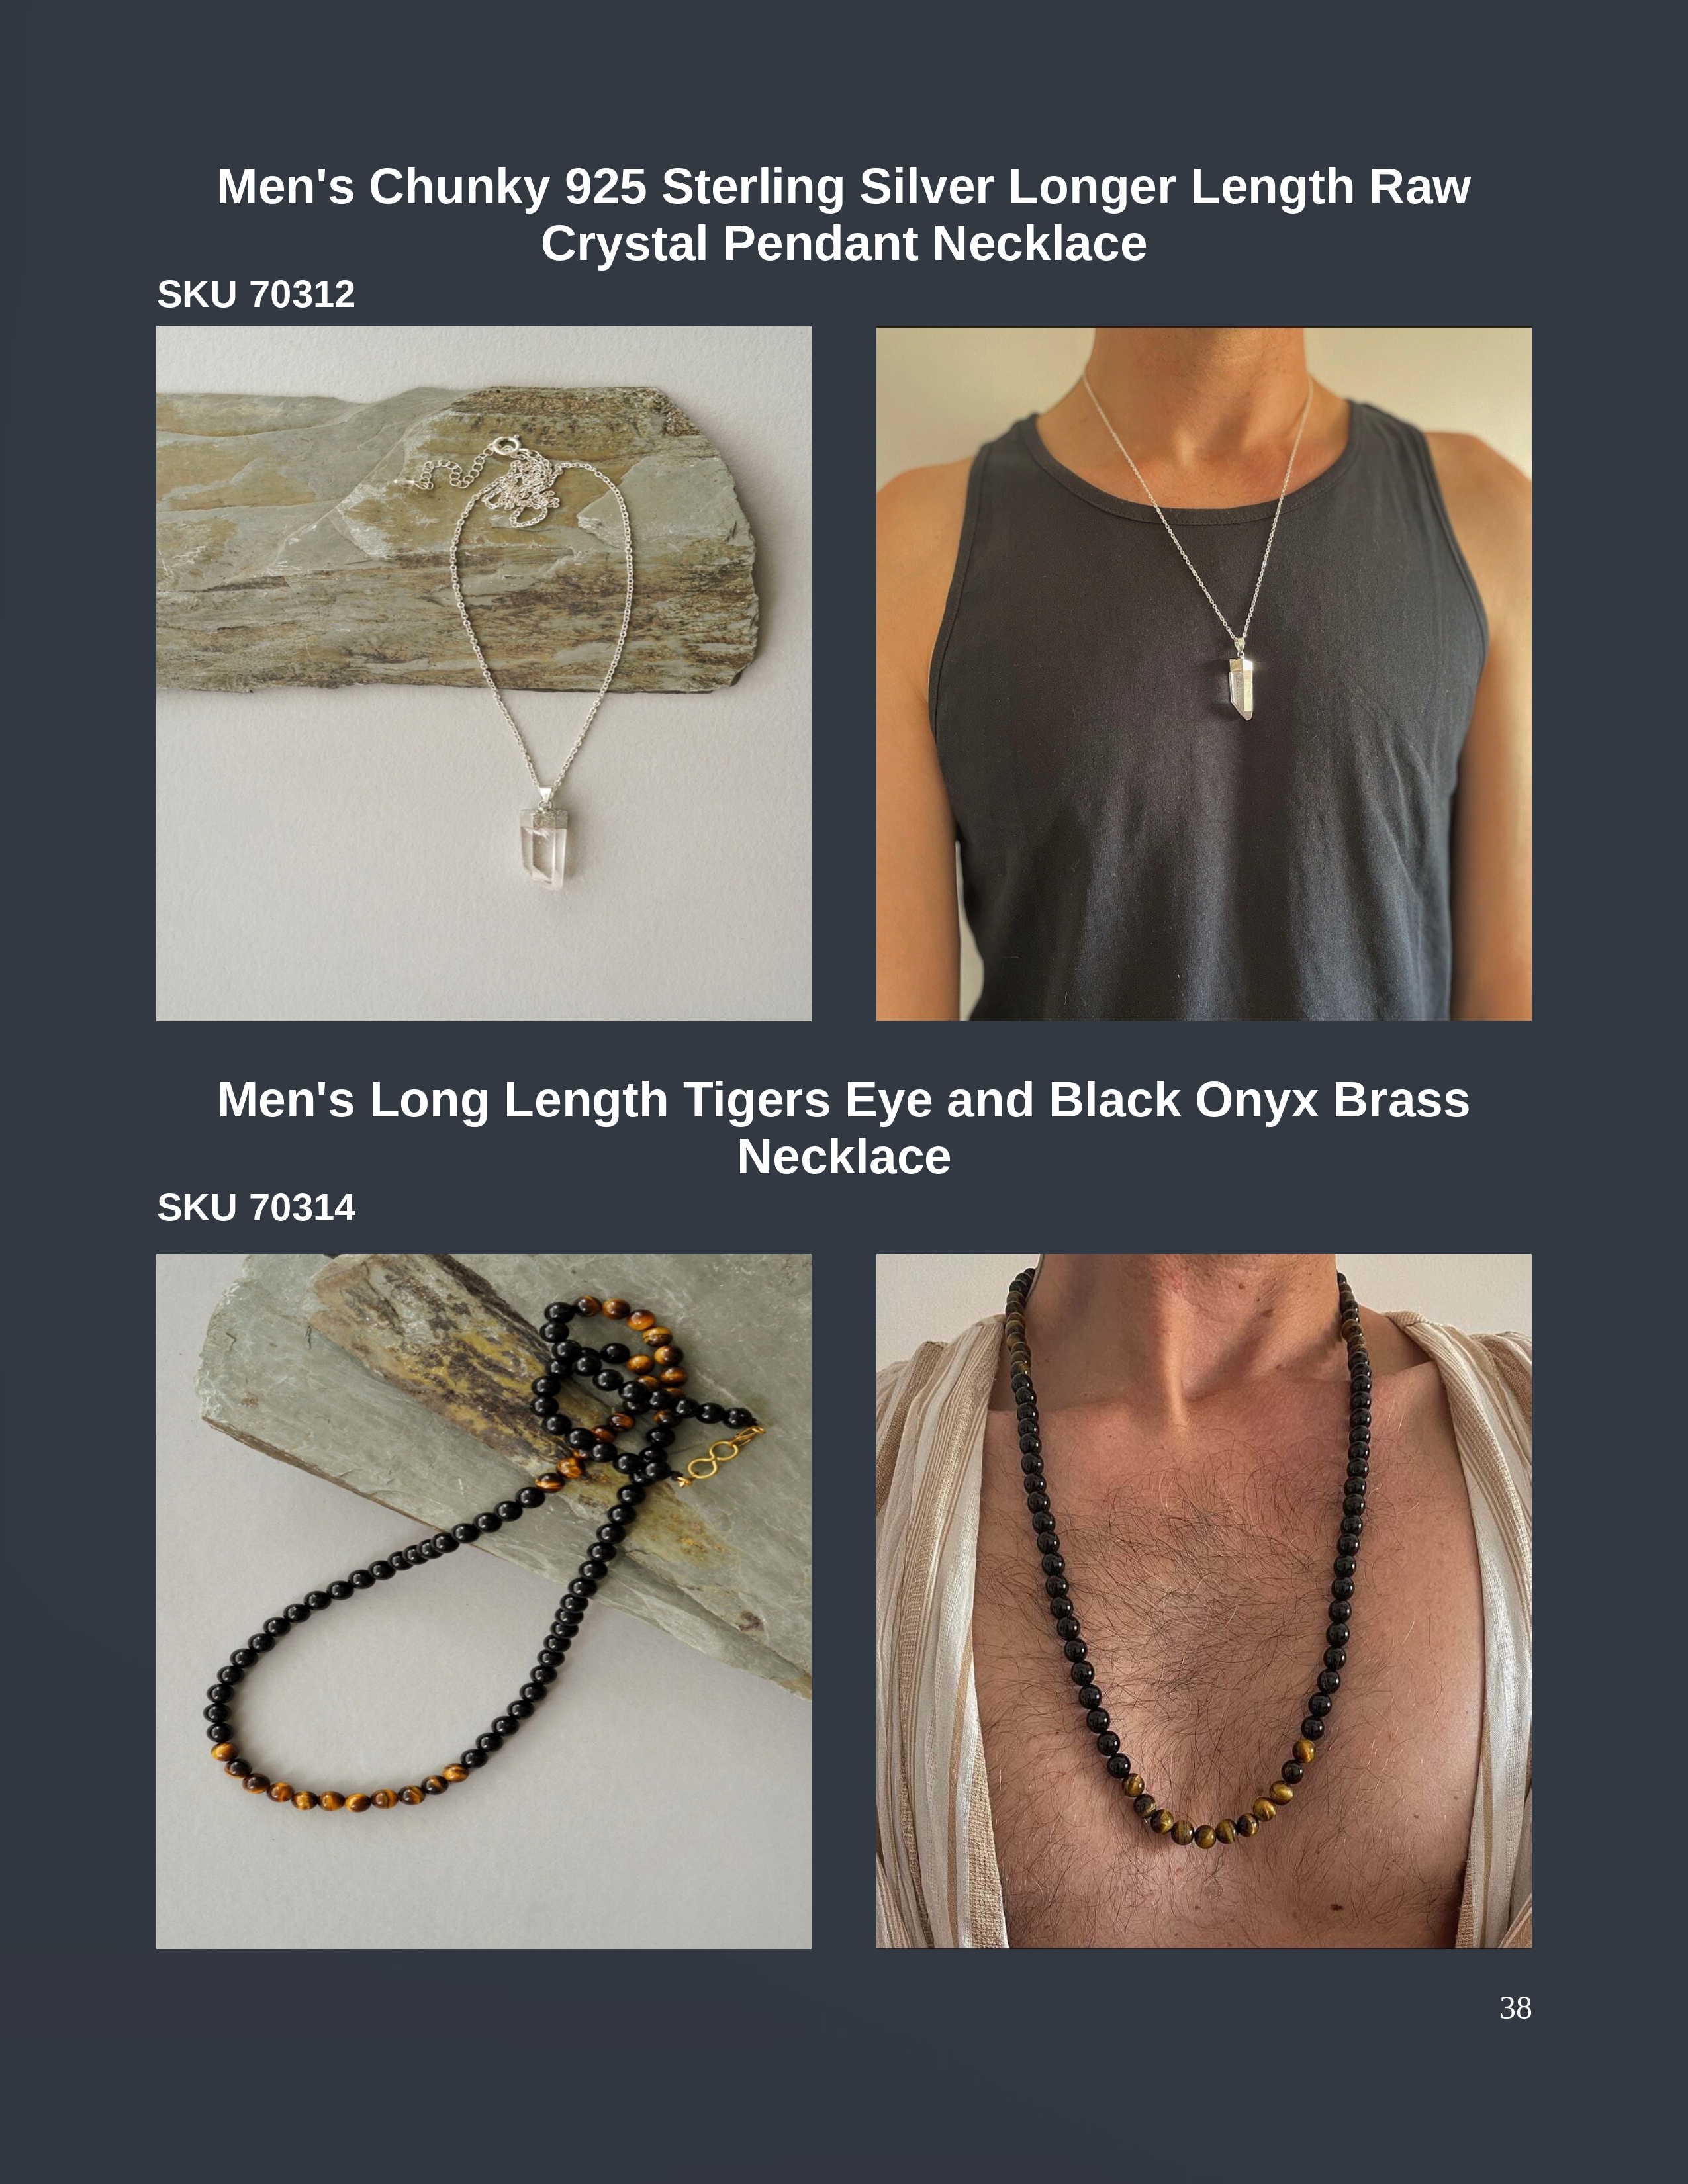 Men's Chunky 925 Sterling Silver Longer Length Raw
Crystal Pendant Necklace
SKU 70312
Men's Long Length Tigers Eye and Black Onyx Brass
Necklace
SKU 70314
38